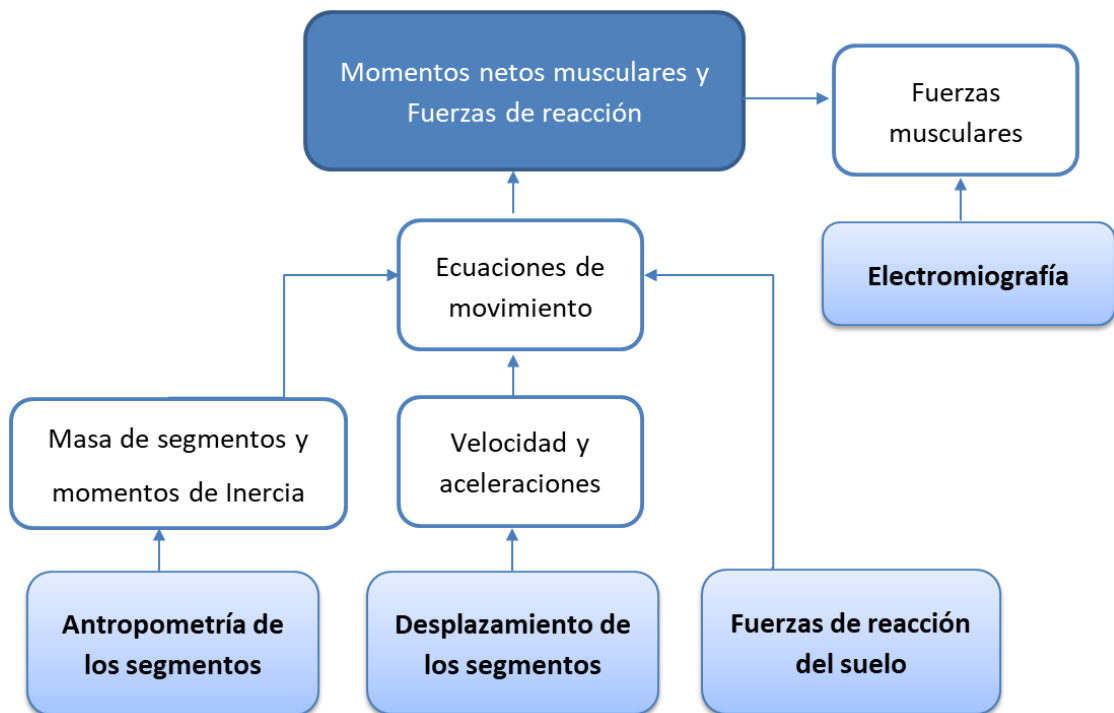 Momentos netos musculares y
Fuerzas de reacción
Fuerzas
musculares
Ecuaciones de
movimiento
Electromiografía
Masa de segmentos y
momentos de Inercia
Velocidad y
aceleraciones
Antropometría de
los segmentos
Desplazamiento de
los segmentos
Fuerzas de reacción
del suelo